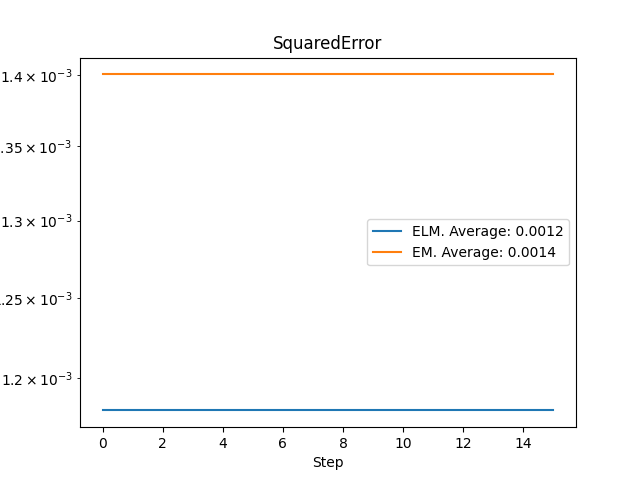 SquaredError
1.4 × 10⁻³
.35 × 10⁻³
1.3 × 10⁻³
.25 × 10⁻³
1.2 × 10⁻³
ELM. Average: 0.0012
EM. Average: 0.0014
0 2 4 6 8 10 12 14
Step